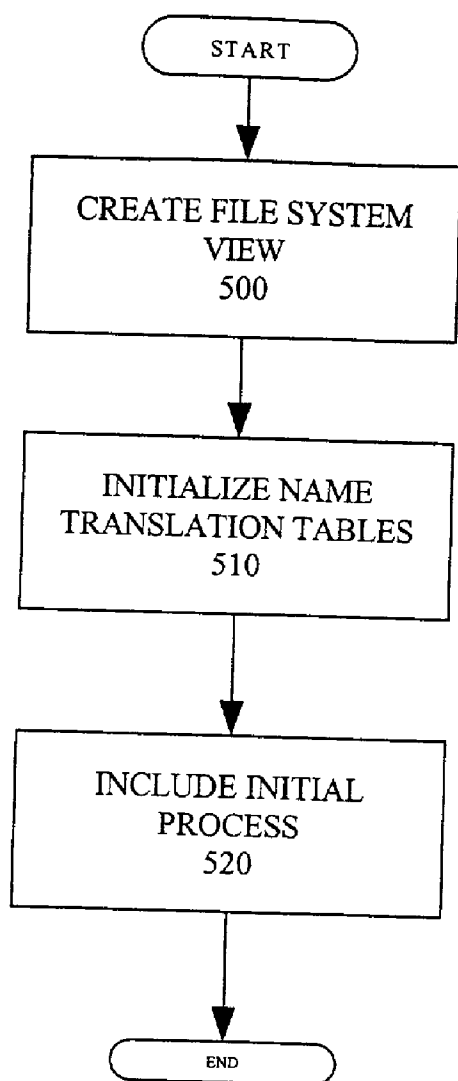 START
CREATE FILE SYSTEM
VIEW
500
INITIALIZE NAME
TRANSLATION TABLES
510
INCLUDE INITIAL
PROCESS
520
END